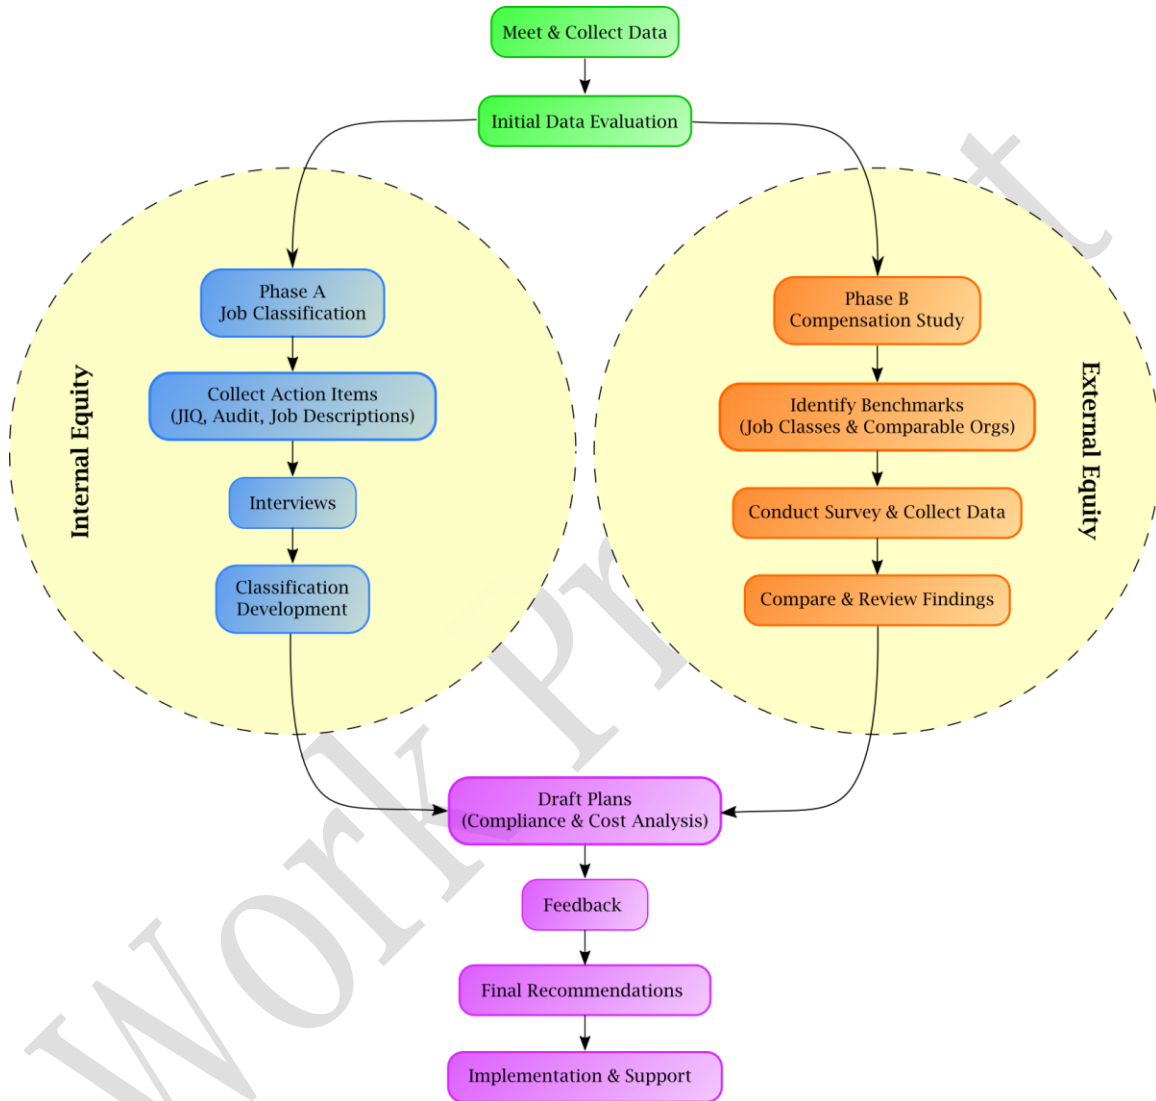 Meet & Collect Data
Initial Data Evaluation
Internal Equity
Phase A
Job Classification
Collect Action Items
(JIQ, Audit, Job Descriptions)
Interviews
Classification
Development
Phase B
Compensation Study
Identify Benchmarks
(Job Classes & Comparable Orgs)
Conduct Survey & Collect Data
Compare & Review Findings
External Equity
Draft Plans
(Compliance & Cost Analysis)
Feedback
Final Recommendations
Implementation & Support
Work